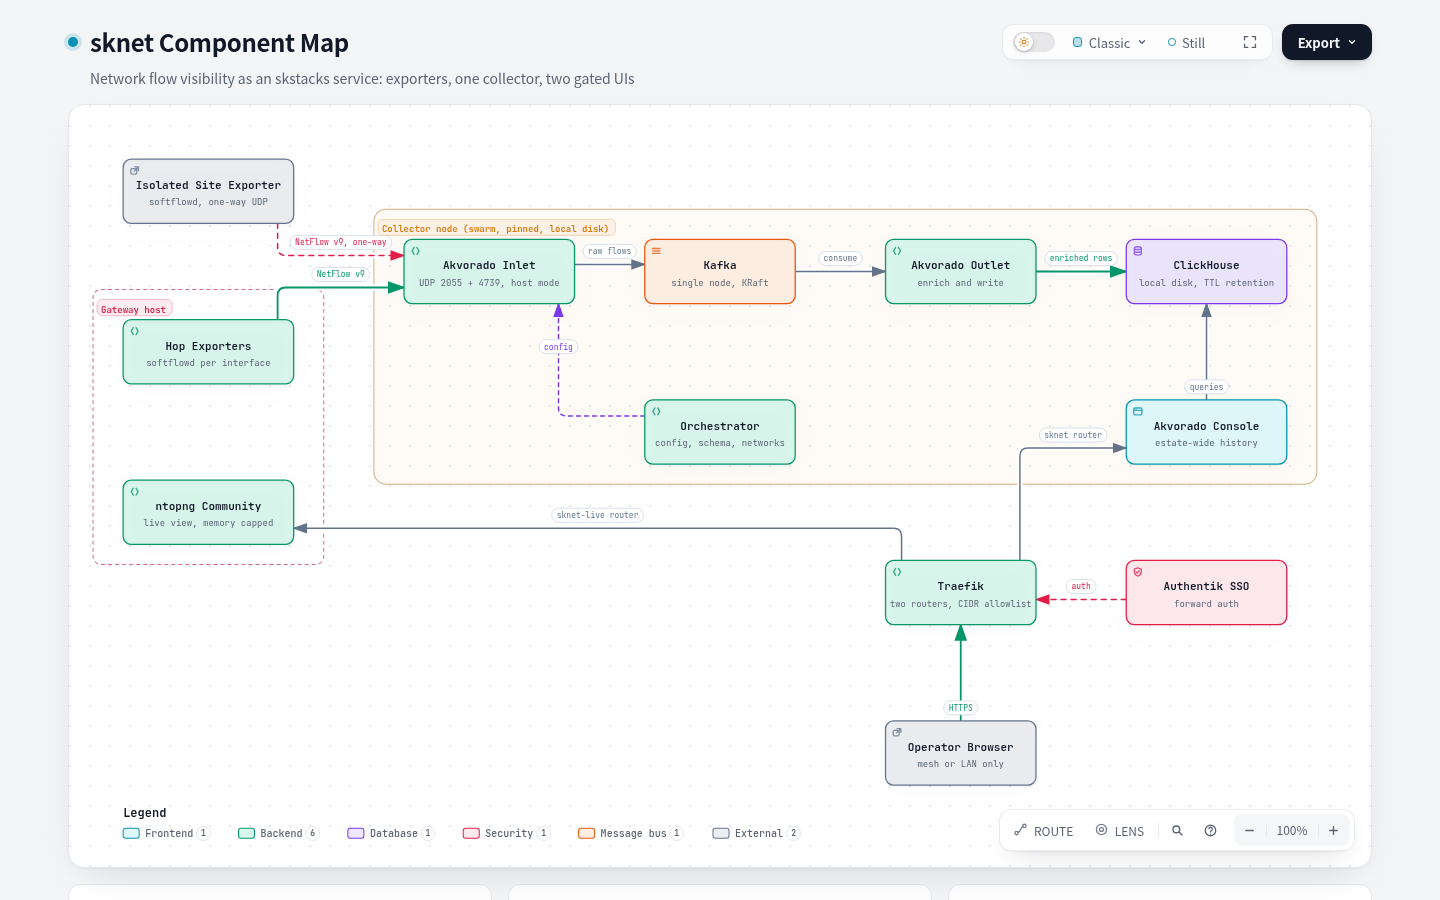 sknet Component Map
Classic
Still
Export
Network flow visibility as an skstacks service: exporters, one collector, two gated UIs
Isolated Site Exporter
softflowd, one-way UDP
NetFlow v9, one-way
NetFlow v9
Collector node (swarm, pinned, local disk)
Akvorado Inlet
UDP 2055 + 4739, host mode
raw flows
Kafka
single node, KRaft
consume
Akvorado Outlet
enrich and write
enriched rows
ClickHouse
local disk, TTL retention
Gateway host
Hop Exporters
softflowd per interface
config
queries
Orchestrator
config, schema, networks
sknet router
Akvorado Console
estate-wide history
ntopng Community
live view, memory capped
sknet-live router
Traefik
two routers, CIDR allowlist
auth
Authentik SSO
forward auth
HTTPS
Operator Browser
mesh or LAN only
Legend
Frontend 1
Backend 6
Database 1
Security 1
Message bus 1
External 2
ROUTE
LENS
100%